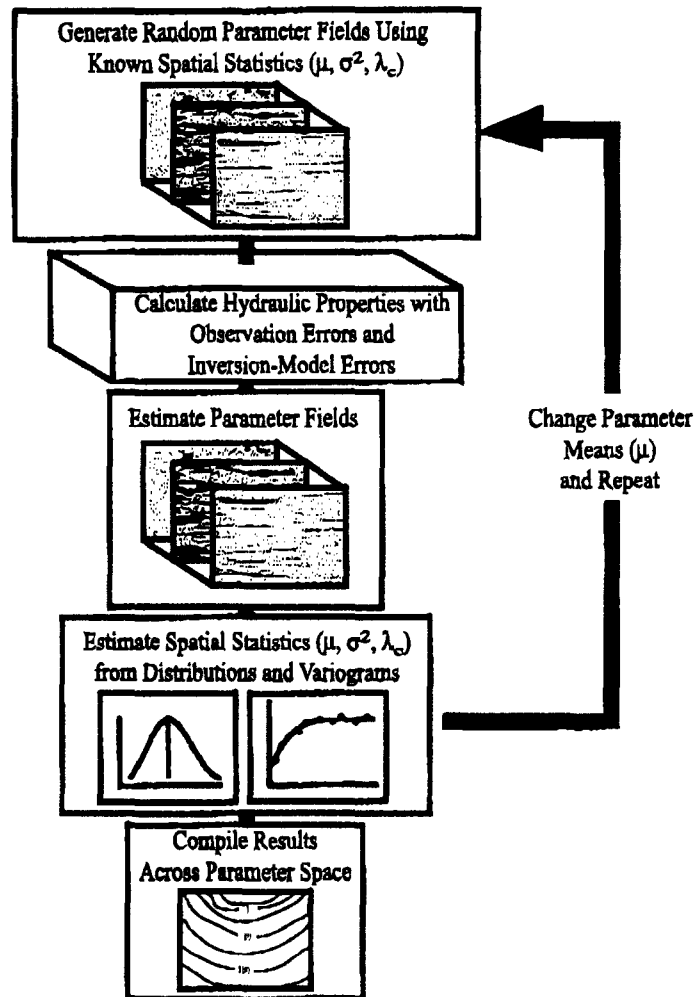 Generate Random Parameter Fields Using
Known Spatial Statistics (μ, σ², λc)
Calculate Hydraulic Properties with
Observation Errors and
Inversion-Model Errors
Estimate Parameter Fields
Change Parameter
Means (μ)
and Repeat
Estimate Spatial Statistics (μ, σ², λc)
from Distributions and Variograms
Compile Results
Across Parameter Space